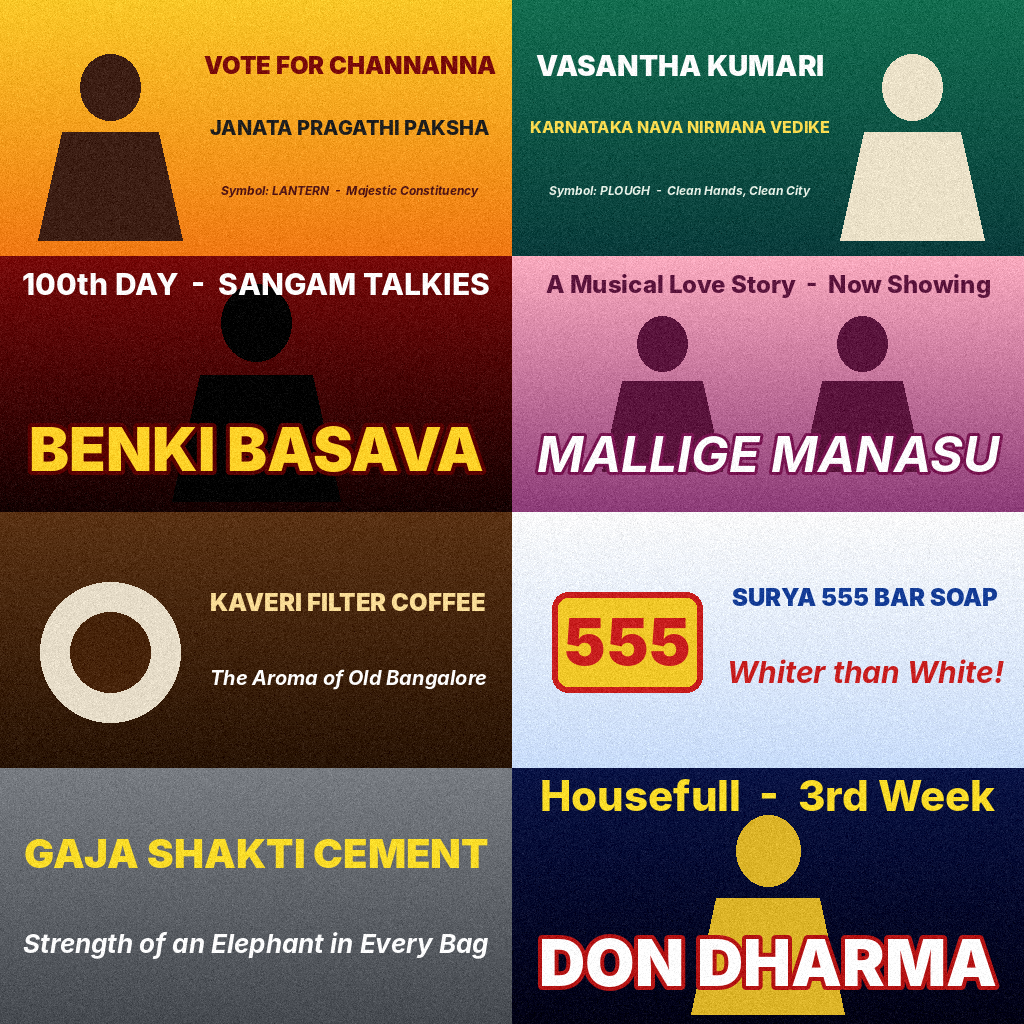 VOTE FOR CHANNANNA
JANATA PRAGATHI PAKSHA
Symbol: LANTERN - Majestic Constituency
VASANTHA KUMARI
KARNATAKA NAVA NIRMANA VEDIKE
Symbol: PLOUGH - Clean Hands, Clean City
100th DAY - SANGAM TALKIES
BENKI BASAVA
A Musical Love Story - Now Showing
MALLIGE MANASU
KAVERI FILTER COFFEE
The Aroma of Old Bangalore
555
SURYA 555 BAR SOAP
Whiter than White!
GAJA SHAKTI CEMENT
Strength of an Elephant in Every Bag
Housefull - 3rd Week
DON DHARMA